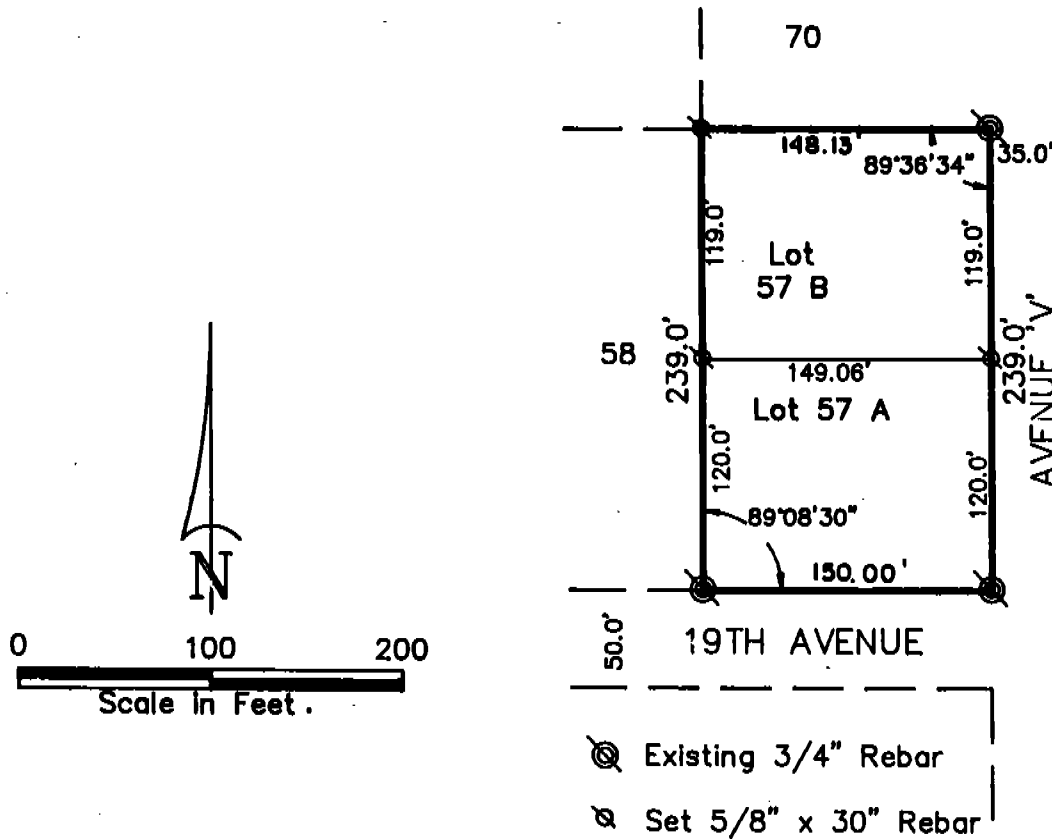 70
148.13'
89°36'34"
35.0'
119.0'
119.0'
Lot
57 B
58
239.0'
239.0'
AVENUE 'V'
149.06'
Lot 57 A
120.0'
120.0'
89°08'30"
150.00'
N
50.0'
19TH AVENUE
0 100 200
Scale in Feet.
Existing 3/4" Rebar
Set 5/8" x 30" Rebar